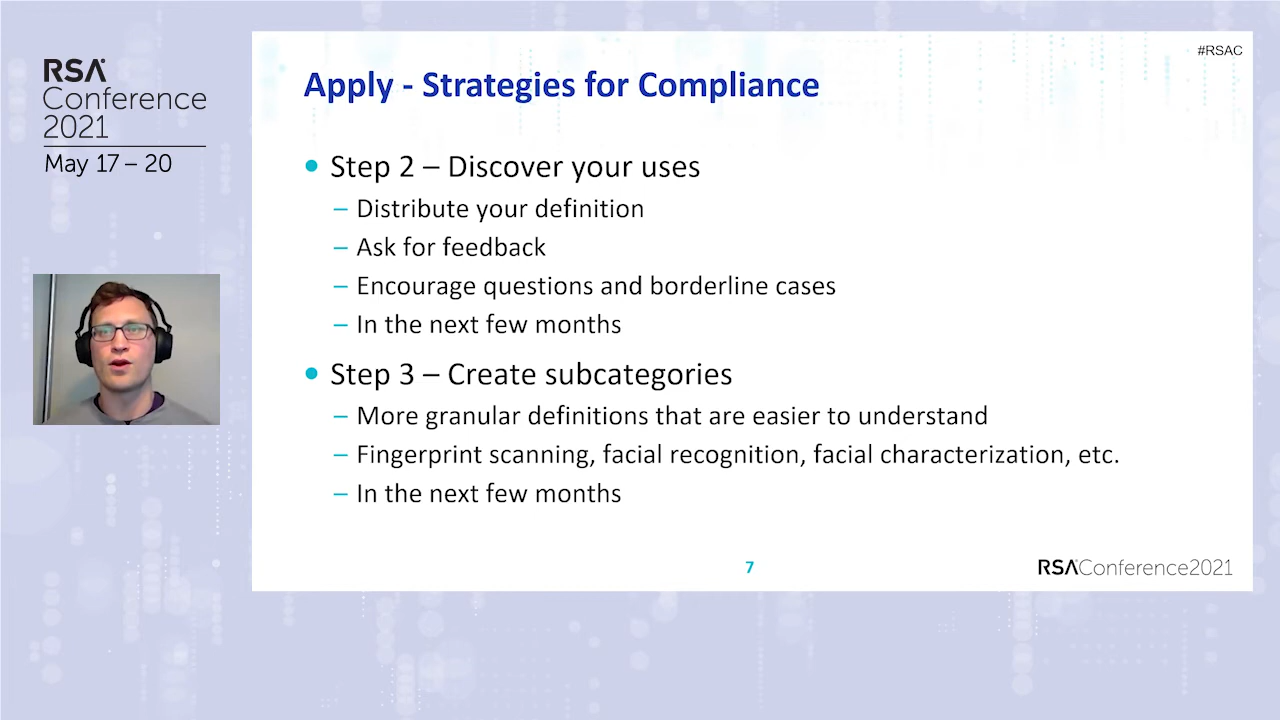 RSA
Conference
2021
May 17 – 20
#RSAC
Apply - Strategies for Compliance
• Step 2 – Discover your uses
– Distribute your definition
– Ask for feedback
– Encourage questions and borderline cases
– In the next few months
• Step 3 – Create subcategories
– More granular definitions that are easier to understand
– Fingerprint scanning, facial recognition, facial characterization, etc.
– In the next few months
7
RSAConference2021